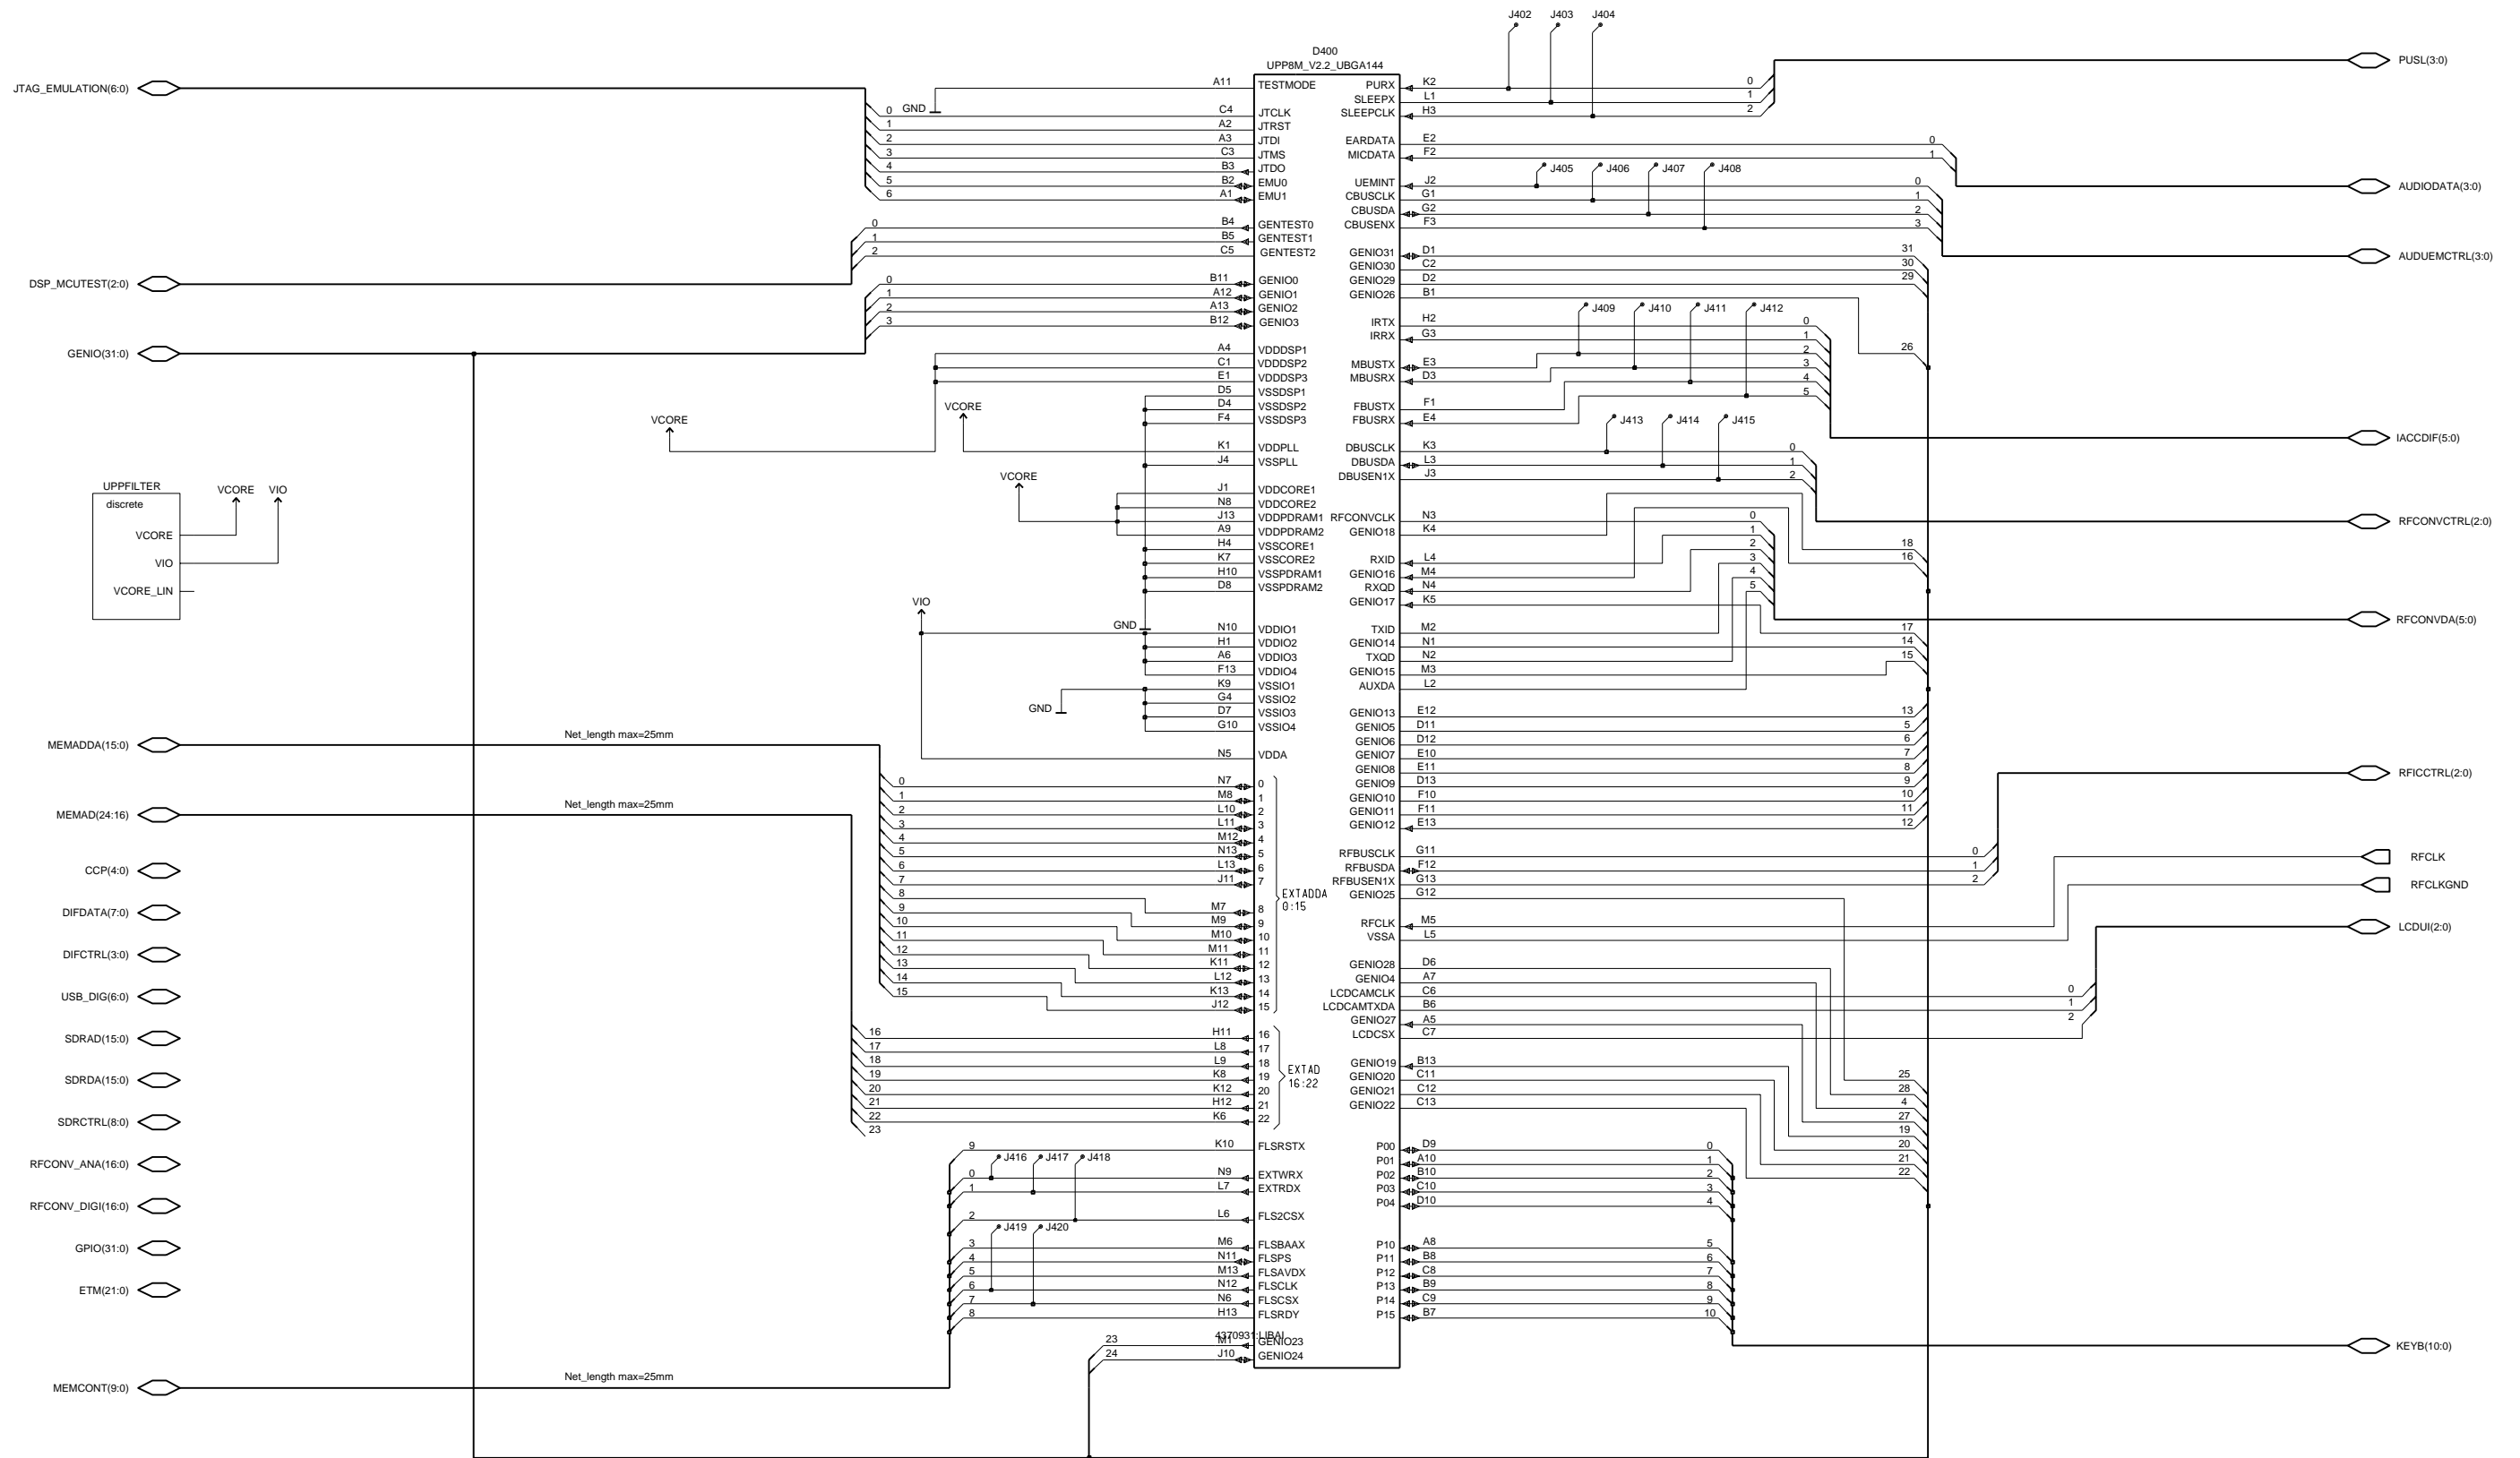 J402 J403 J404
D400
UPP8M_V2.2_UBGA144
PUSL(3:0)
JTAG_EMULATION(6:0)
GND
A11 TESTMODE
0 C4 JTCLK
1 A2 JTRST
2 A3 JTDI
3 C3 JTMS
4 B3 JTDO
5 B2 EMU0
6 A1 EMU1
0 B4 GENTEST0
1 B5 GENTEST1
2 C5 GENTEST2
DSP_MCUTEST(2:0)
0 B11 GENIO0
1 A12 GENIO1
2 A13 GENIO2
3 B12 GENIO3
GENIO(31:0)
A4 VDDDSP1
C1 VDDDSP2
E1 VDDDSP3
D5 VSSDSP1
D4 VSSDSP2
F4 VSSDSP3
VCORE
VCORE
K1 VDDPLL
J4 VSSPLL
VCORE
J1 VDDCORE1
N8 VDDCORE2
J13 VDDPDRAM1
A9 VDDPDRAM2
H4 VSSCORE1
K7 VSSCORE2
H10 VSSPDRAM1
D8 VSSPDRAM2
UPPFILTER
discrete
VCORE VIO
VCORE
VIO
VCORE_LIN
VIO
GND
N10 VDDIO1
H1 VDDIO2
A6 VDDIO3
F13 VDDIO4
K9 VSSIO1
G4 VSSIO2
D7 VSSIO3
G10 VSSIO4
GND
N5 VDDA
MEMADDA(15:0)
Net_length max=25mm
0 N7 0
1 M8 1
2 L10 2
3 L11 3
4 M12 4
5 N13 5
6 L13 6
7 J11 7
8 M7 8
9 M9 9
10 M10 10
11 M11 11
12 K11 12
13 L12 13
14 K13 14
15 J12 15
EXTADDA
0:15
MEMAD(24:16)
Net_length max=25mm
16 H11 16
17 L8 17
18 L9 18
19 K8 19
20 K12 20
21 H12 21
22 K6 22
23
EXTAD
16:22
CCP(4:0)
DIFDATA(7:0)
DIFCTRL(3:0)
USB_DIG(6:0)
SDRAD(15:0)
SDRDA(15:0)
SDRCTRL(8:0)
RFCONV_ANA(16:0)
RFCONV_DIGI(16:0)
GPIO(31:0)
ETM(21:0)
9 K10 FLSRSTX
J416 J417 J418
0 N9 EXTWRX
1 L7 EXTRDX
2 L6 FLS2CSX
J419 J420
3 M6 FLSBAAX
4 N11 FLSPS
5 M13 FLSAVDX
6 N12 FLSCLK
7 N6 FLSCSX
8 H13 FLSRDY
4370931:LIBAI
23 M1 GENIO23
24 J10 GENIO24
MEMCONT(9:0)
Net_length max=25mm
PURX K2 0
SLEEPX L1 1
SLEEPCLK H3 2
EARDATA E2 0
MICDATA F2 1
AUDIODATA(3:0)
J405 J406 J407 J408
UEMINT J2 0
CBUSCLK G1 1
CBUSDA G2 2
CBUSENX F3 3
AUDUEMCTRL(3:0)
GENIO31 D1 31
GENIO30 C2 30
GENIO29 D2 29
GENIO26 B1 26
J409 J410 J411 J412
IRTX H2 0
IRRX G3 1
MBUSTX E3 2
MBUSRX D3 3
FBUSTX F1 4
FBUSRX E4 5
IACCDIF(5:0)
J413 J414 J415
DBUSCLK K3 0
DBUSDA L3 1
DBUSEN1X J3 2
RFCONVCTRL(2:0)
RFCONVCLK N3 0
GENIO18 K4 18
RXID L4 1
GENIO16 M4 16
RXQD N4 2
GENIO17 K5 17
TXID M2 3
GENIO14 N1 14
TXQD N2 4
GENIO15 M3 15
AUXDA L2 5
RFCONVDA(5:0)
GENIO13 E12 13
GENIO5 D11 5
GENIO6 D12 6
GENIO7 E10 7
GENIO8 E11 8
GENIO9 D13 9
GENIO10 F10 10
GENIO11 F11 11
GENIO12 E13 12
RFICCTRL(2:0)
RFBUSCLK G11 0
RFBUSDA F12 1
RFBUSEN1X G13 2
GENIO25 G12 25
RFCLK
RFCLKGND
RFCLK M5
VSSA L5
LCDUI(2:0)
GENIO28 D6 28
GENIO4 A7 4
LCDCAMCLK C6 0
LCDCAMTXDA B6 1
GENIO27 A5 27
LCDCSX C7 2
GENIO19 B13 19
GENIO20 C11 20
GENIO21 C12 21
GENIO22 C13 22
P00 D9 0
P01 A10 1
P02 B10 2
P03 C10 3
P04 D10 4
P10 A8 5
P11 B8 6
P12 C8 7
P13 B9 8
P14 C9 9
P15 B7 10
KEYB(10:0)